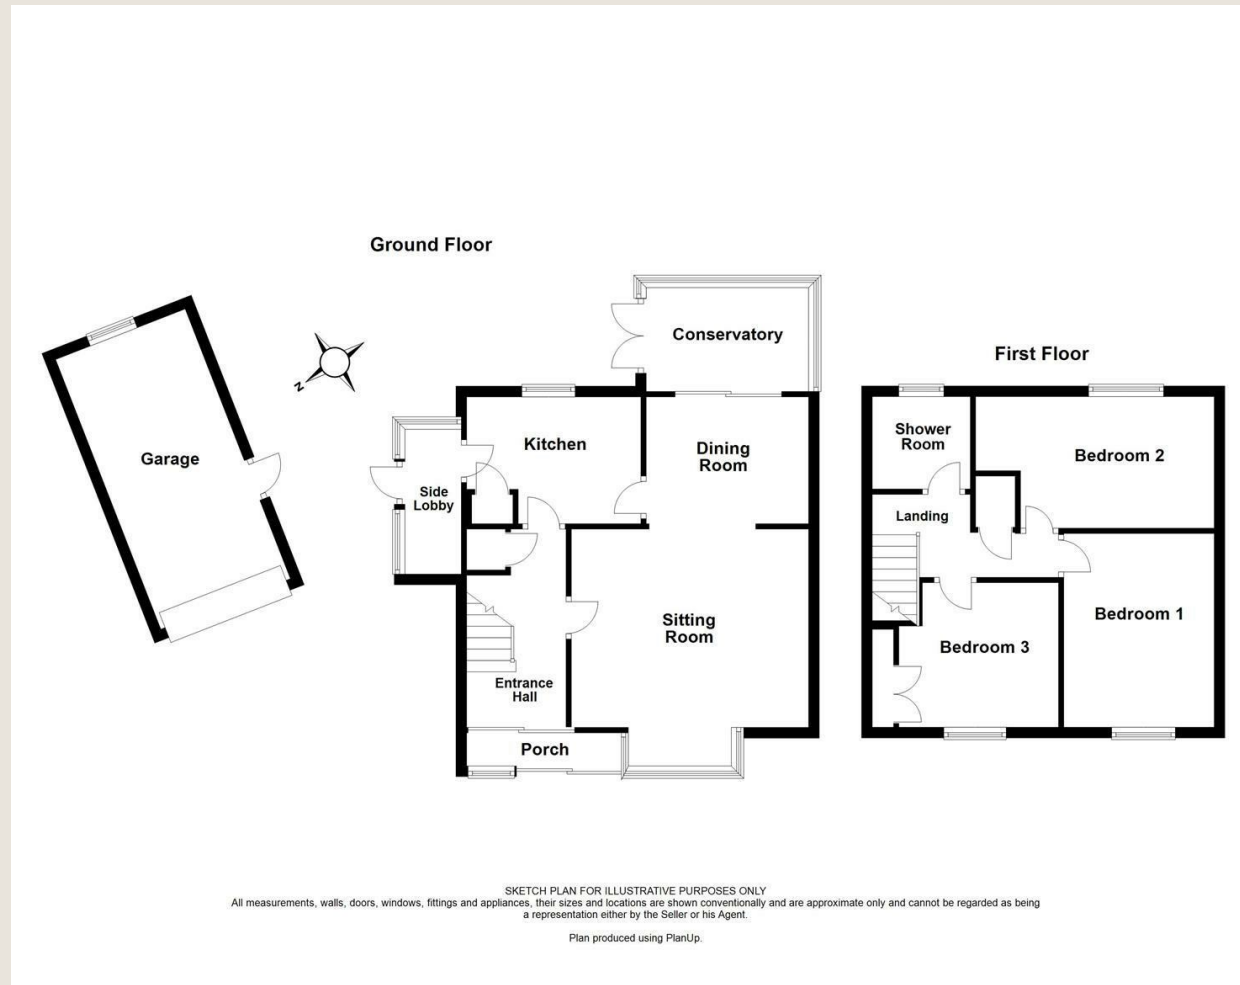 Ground Floor
Conservatory
First Floor
Kitchen
Dining
Room
Garage
Side
Lobby
Shower
Room
Bedroom 2
Landing
Sitting
Room
Bedroom 1
Bedroom 3
Entrance
Hall
Porch
N
SKETCH PLAN FOR ILLUSTRATIVE PURPOSES ONLY
All measurements, walls, doors, windows, fittings and appliances, their sizes and locations are shown conventionally and are approximate only and cannot be regarded as being
a representation either by the Seller or his Agent.
Plan produced using PlanUp.